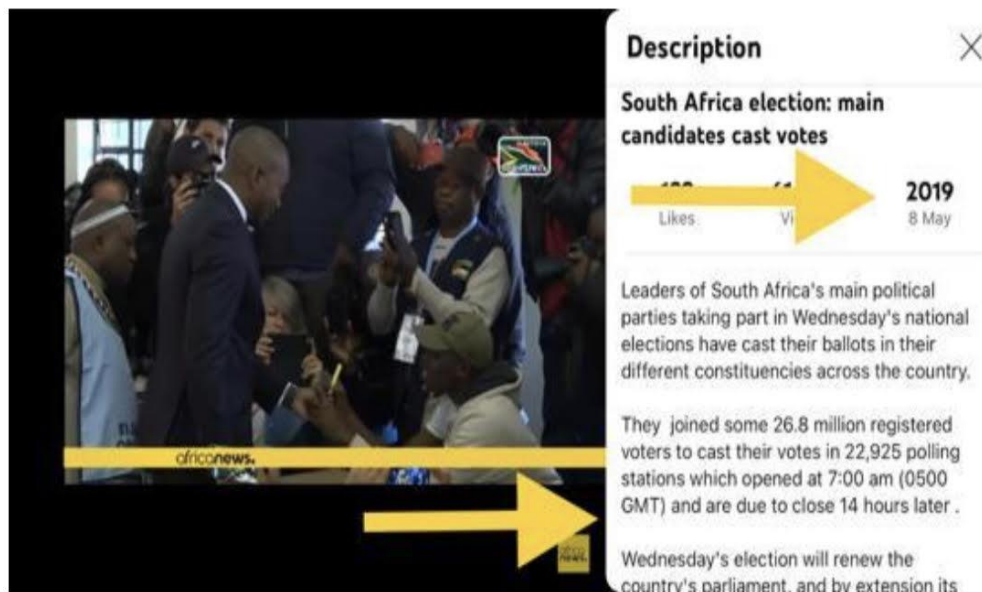 Description
South Africa election: main
candidates cast votes
2019
Likes
8 May
Leaders of South Africa's main political
parties taking part in Wednesday's national
elections have cast their ballots in their
different constituencies across the country.
They joined some 26.8 million registered
voters to cast their votes in 22,925 polling
stations which opened at 7:00 am (0500
GMT) and are due to close 14 hours later .
Wednesday's election will renew the
country's parliament, and by extension its
africanews.
africa
news.